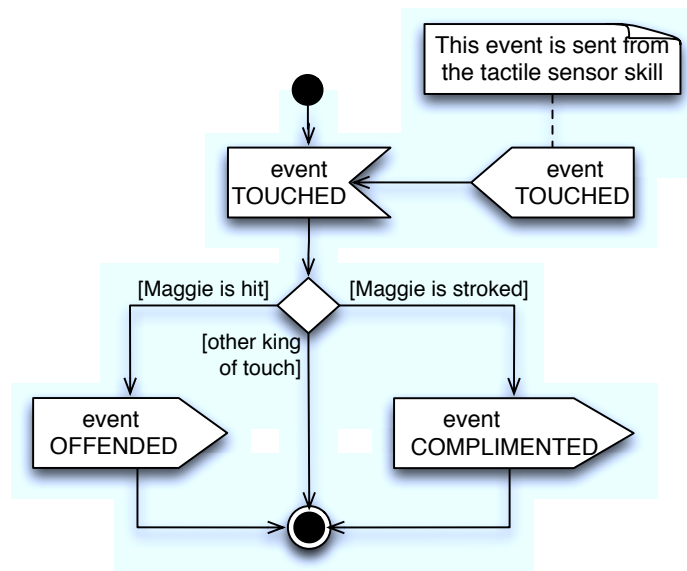 This event is sent from
the tactile sensor skill
event
TOUCHED
event
TOUCHED
[Maggie is hit]
[Maggie is stroked]
[other king
of touch]
event
OFFENDED
event
COMPLIMENTED